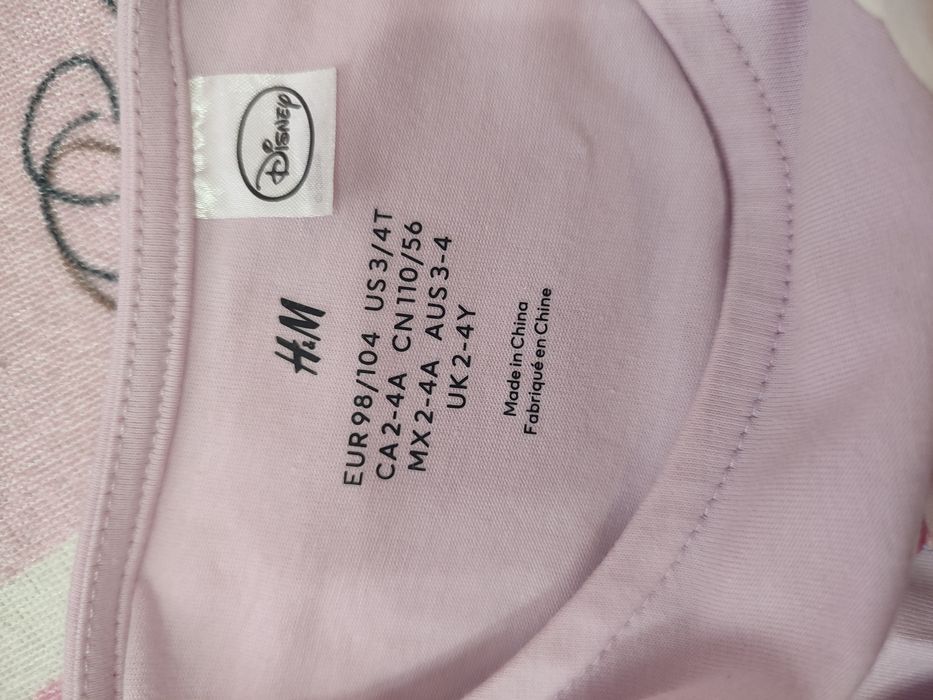 Disney
H&M
EUR 98/104 US 3/4T
CA 2-4A CN 110/56
MX 2-4A AUS 3-4
UK 2-4Y
Made in China
Fabriqué en Chine